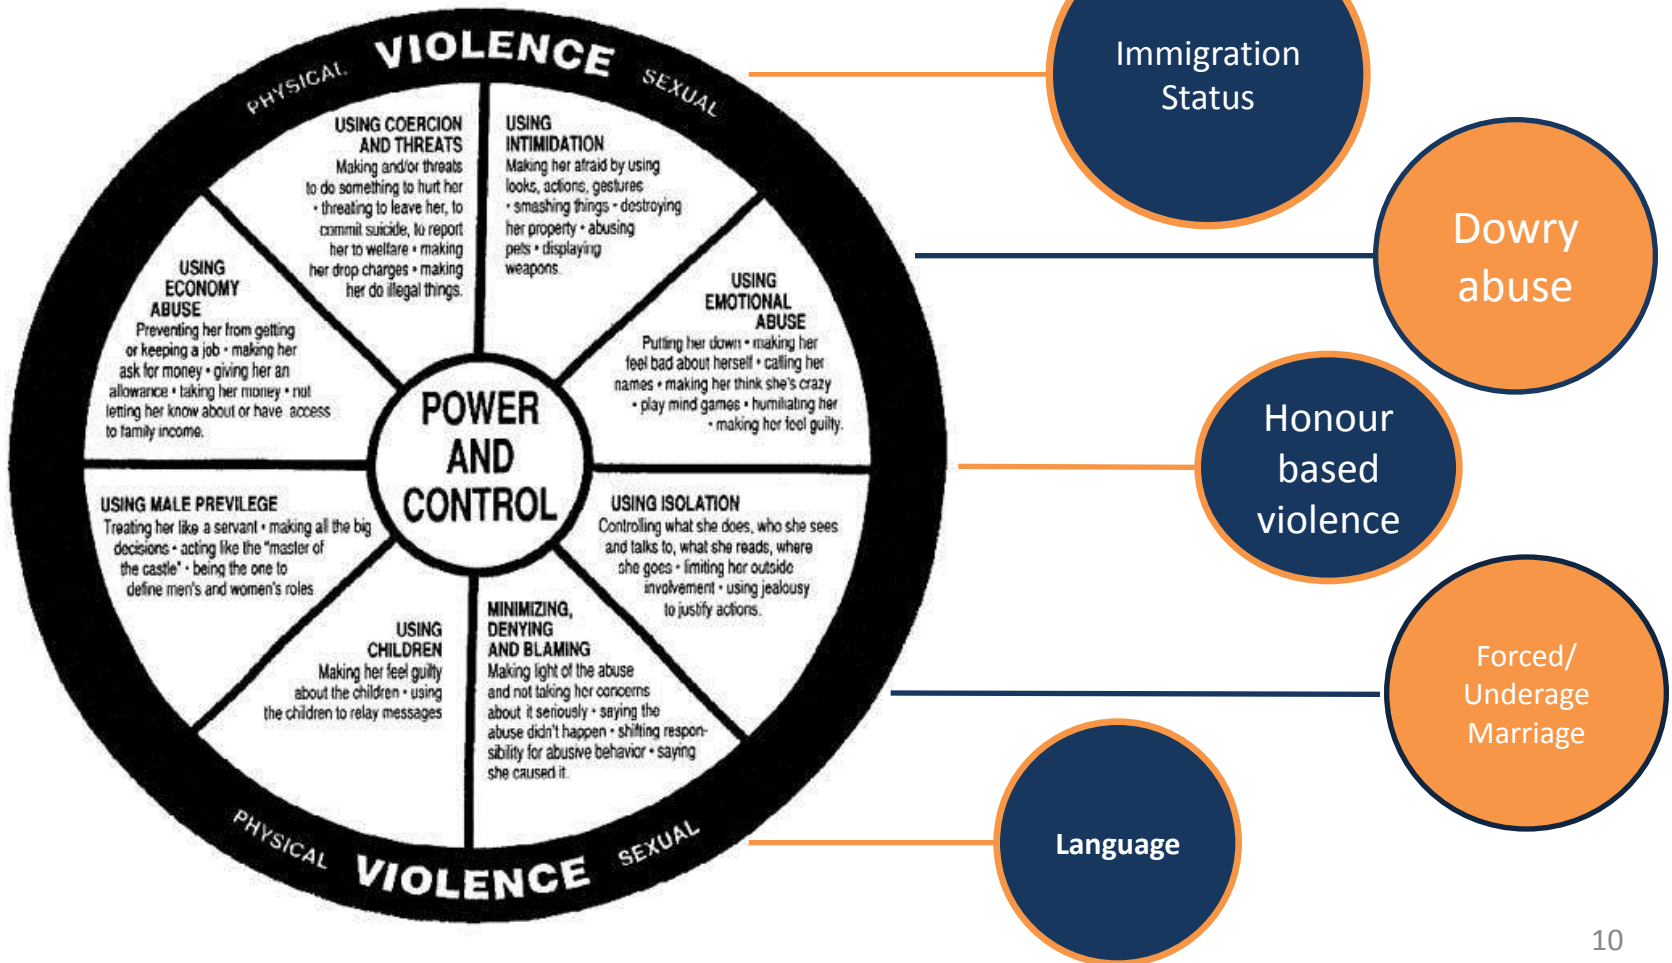 PHYSICAL VIOLENCE SEXUAL
USING COERCION
AND THREATS
Making and/or threats
to do something to hurt her
• threating to leave her, to
commit suicide, to report
her to welfare • making
her drop charges • making
her do illegal things.
USING
INTIMIDATION
Making her afraid by using
looks, actions, gestures
• smashing things • destroying
her property • abusing
pets • displaying
weapons.
USING
EMOTIONAL
ABUSE
Putting her down • making her
feel bad about herself • calling her
names • making her think she's crazy
• play mind games • humiliating her
• making her feel guilty.
USING ISOLATION
Controlling what she does, who she sees
and talks to, what she reads, where
she goes • limiting her outside
involvement • using jealousy
to justify actions.
MINIMIZING,
DENYING
AND BLAMING
Making light of the abuse
and not taking her concerns
about it seriously • saying the
abuse didn't happen • shifting respon-
sibility for abusive behavior • saying
she caused it.
USING
CHILDREN
Making her feel guilty
about the children • using
the children to relay messages
USING MALE PREVILEGE
Treating her like a servant • making all the big
decisions • acting like the "master of
the castle" • being the one to
define men's and women's roles
USING
ECONOMY
ABUSE
Preventing her from getting
or keeping a job • making her
ask for money • giving her an
allowance • taking her money • not
letting her know about or have access
to family income.
POWER
AND
CONTROL
PHYSICAL VIOLENCE SEXUAL
Immigration
Status
Dowry
abuse
Honour
based
violence
Forced/
Underage
Marriage
Language
10